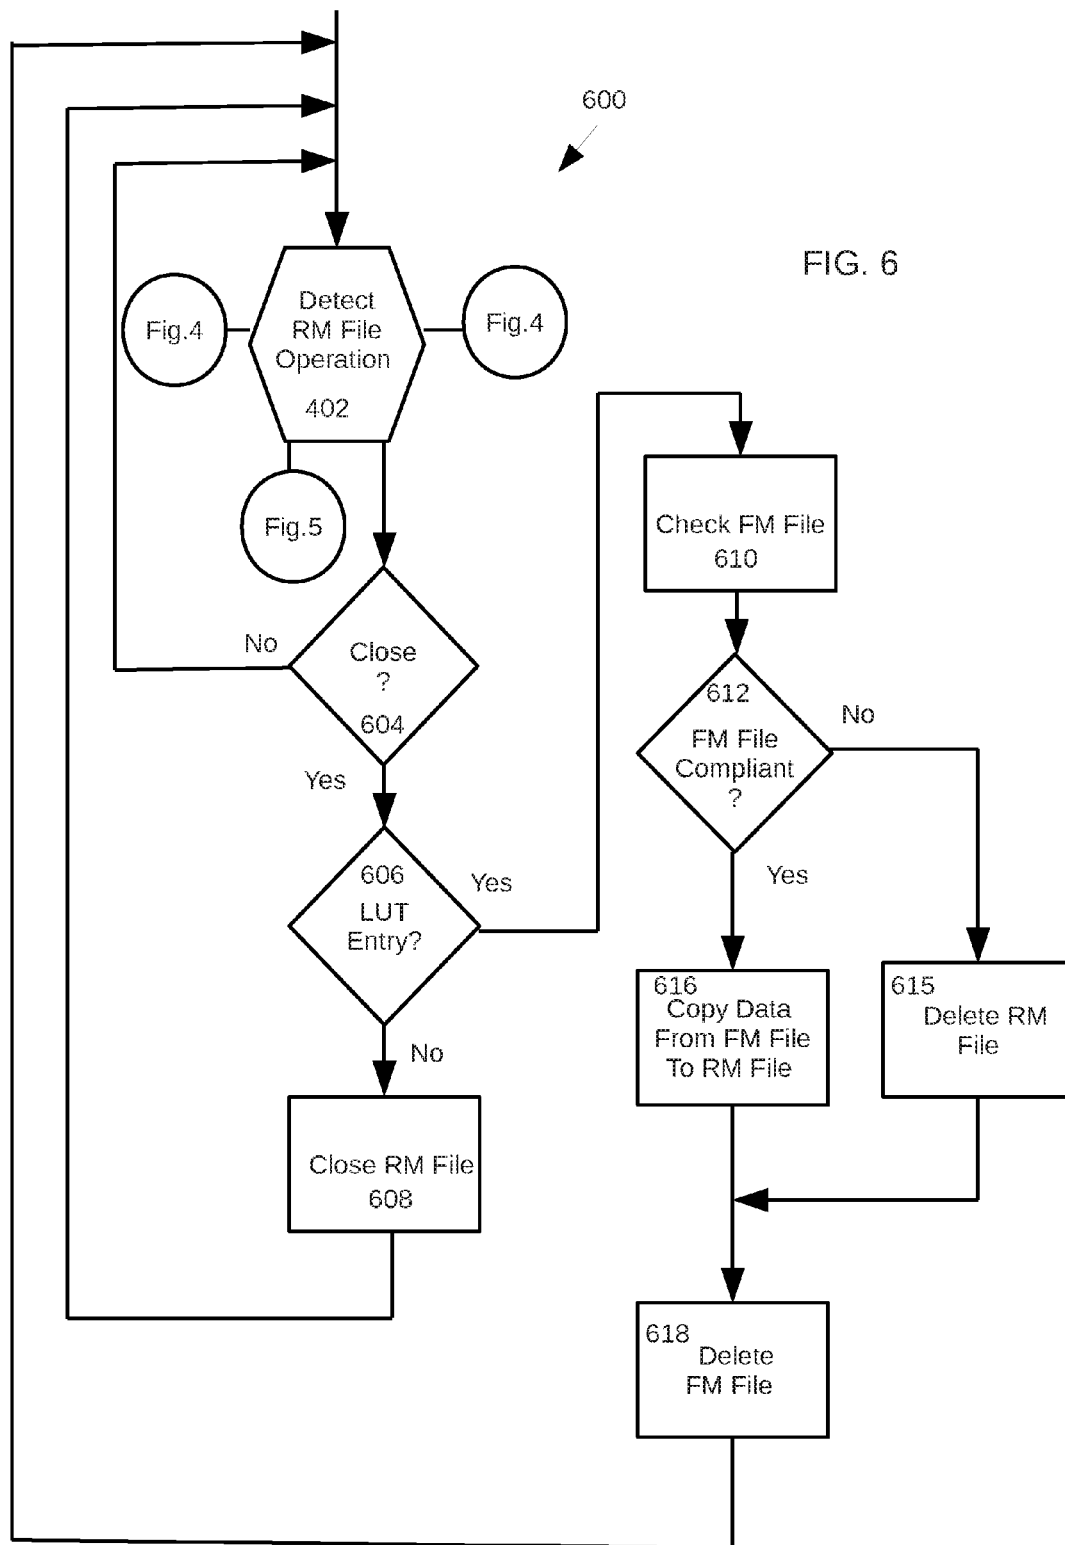 600
FIG. 6
Detect
RM File
Operation
402
Fig.4
Fig.4
Fig.5
Close
?
604
No
Yes
606
LUT
Entry?
Yes
No
Close RM File
608
Check FM File
610
612
FM File
Compliant
?
No
Yes
616
Copy Data
From FM File
To RM File
615
Delete RM
File
618
Delete
FM File